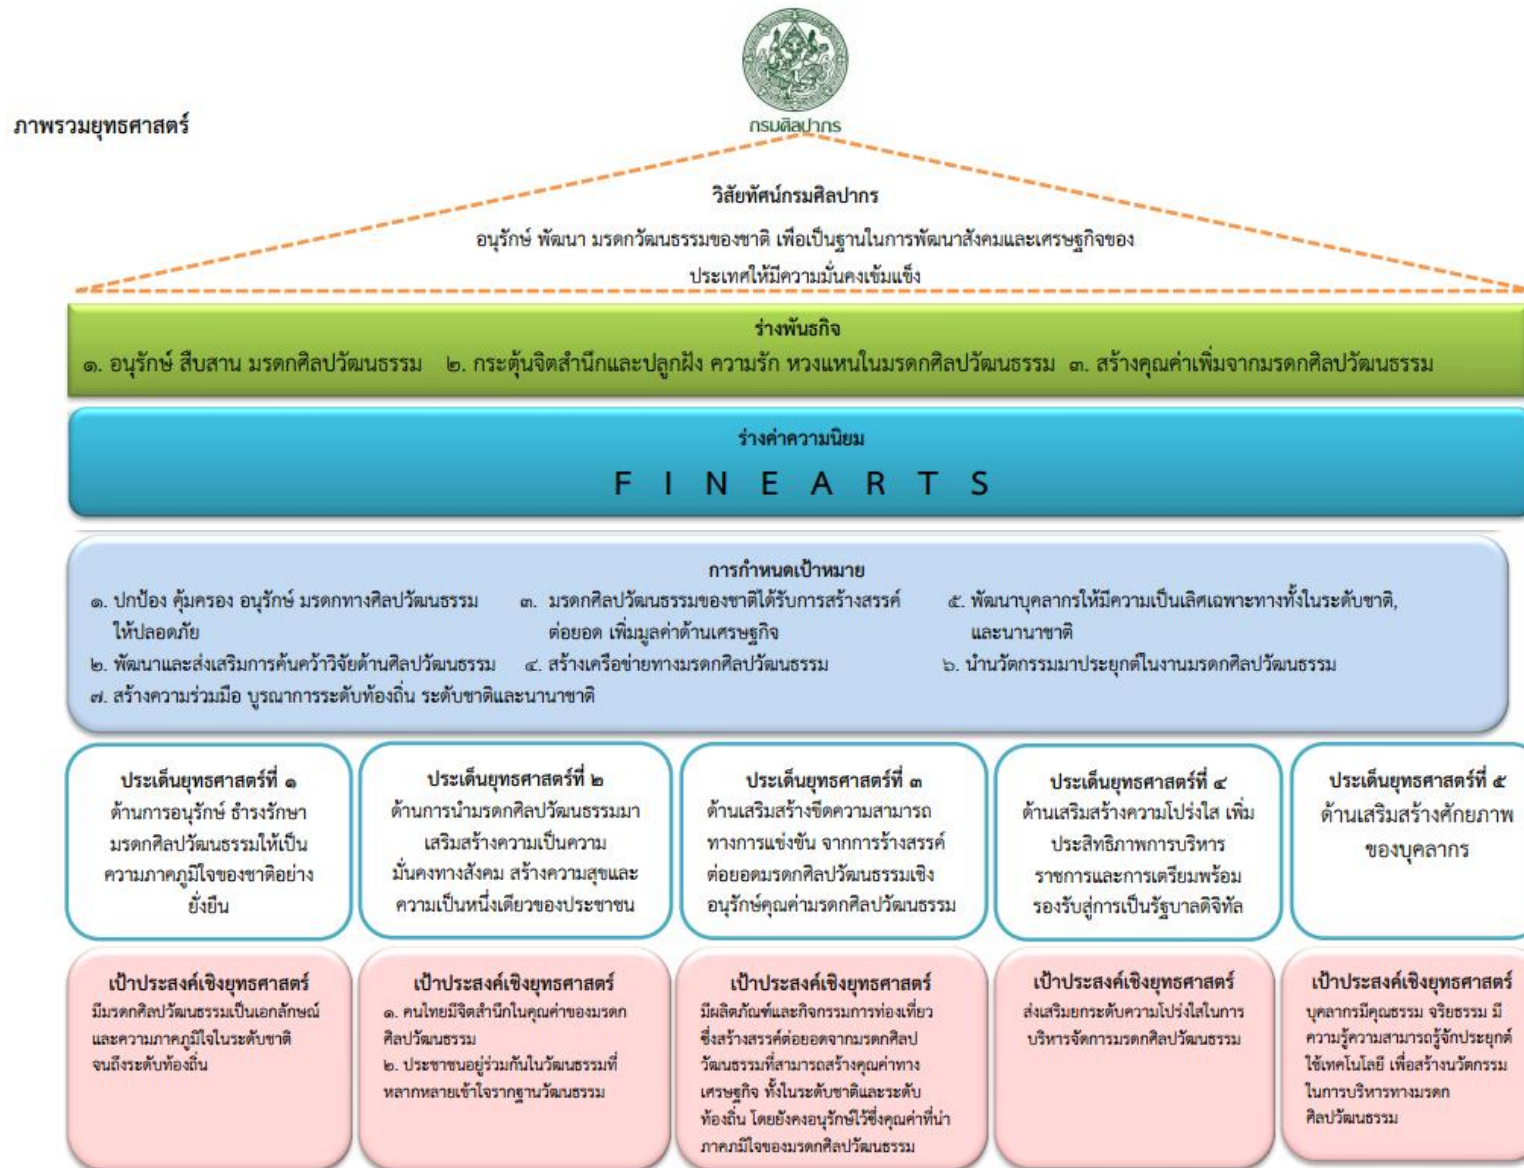 กรมศิลปากร
ภาพรวมยุทธศาสตร์
วิสัยทัศน์กรมศิลปากร
อนุรักษ์ พัฒนา มรดกวัฒนธรรมของชาติ เพื่อเป็นฐานในการพัฒนาสังคมและเศรษฐกิจของ
ประเทศให้มีความมั่นคงเข้มแข็ง
ร่างพันธกิจ
๑. อนุรักษ์ สืบสาน มรดกศิลปวัฒนธรรม ๒. กระตุ้นจิตสำนึกและปลูกฝัง ความรัก หวงแหนในมรดกศิลปวัฒนธรรม ๓. สร้างคุณค่าเพิ่มจากมรดกศิลปวัฒนธรรม
ร่างค่าความนิยม
F I N E A R T S
การกำหนดเป้าหมาย
๑. ปกป้อง คุ้มครอง อนุรักษ์ มรดกทางศิลปวัฒนธรรม
ให้ปลอดภัย
๒. พัฒนาและส่งเสริมการค้นคว้าวิจัยด้านศิลปวัฒนธรรม
๓. มรดกศิลปวัฒนธรรมของชาติได้รับการสร้างสรรค์
ต่อยอด เพิ่มมูลค่าด้านเศรษฐกิจ
๔. สร้างเครือข่ายทางมรดกศิลปวัฒนธรรม
๕. พัฒนาบุคลากรให้มีความเป็นเลิศเฉพาะทางทั้งในระดับชาติ,
และนานาชาติ
๖. นำนวัตกรรมมาประยุกต์ในงานมรดกศิลปวัฒนธรรม
๗. สร้างความร่วมมือ บูรณาการระดับท้องถิ่น ระดับชาติและนานาชาติ
ประเด็นยุทธศาสตร์ที่ ๑
ด้านการอนุรักษ์ ธำรงรักษา
มรดกศิลปวัฒนธรรมให้เป็น
ความภาคภูมิใจของชาติอย่าง
ยั่งยืน
ประเด็นยุทธศาสตร์ที่ ๒
ด้านการนำมรดกศิลปวัฒนธรรมมา
เสริมสร้างความเป็นความ
มั่นคงทางสังคม สร้างความสุขและ
ความเป็นหนึ่งเดียวของประชาชน
ประเด็นยุทธศาสตร์ที่ ๓
ด้านเสริมสร้างขีดความสามารถ
ทางการแข่งขัน จากการร้างสรรค์
ต่อยอดมรดกศิลปวัฒนธรรมเชิง
อนุรักษ์คุณค่ามรดกศิลปวัฒนธรรม
ประเด็นยุทธศาสตร์ที่ ๔
ด้านเสริมสร้างความโปร่งใส เพิ่ม
ประสิทธิภาพการบริหาร
ราชการและการเตรียมพร้อม
รองรับสู่การเป็นรัฐบาลดิจิทัล
ประเด็นยุทธศาสตร์ที่ ๕
ด้านเสริมสร้างศักยภาพ
ของบุคลากร
เป้าประสงค์เชิงยุทธศาสตร์
มีมรดกศิลปวัฒนธรรมเป็นเอกลักษณ์
และความภาคภูมิใจในระดับชาติ
จนถึงระดับท้องถิ่น
เป้าประสงค์เชิงยุทธศาสตร์
๑. คนไทยมีจิตสำนึกในคุณค่าของมรดก
ศิลปวัฒนธรรม
๒. ประชาชนอยู่ร่วมกันในวัฒนธรรมที่
หลากหลายเข้าใจรากฐานวัฒนธรรม
เป้าประสงค์เชิงยุทธศาสตร์
มีผลิตภัณฑ์และกิจกรรมการท่องเที่ยว
ซึ่งสร้างสรรค์ต่อยอดจากมรดกศิลป
วัฒนธรรมที่สามารถสร้างคุณค่าทาง
เศรษฐกิจ ทั้งในระดับชาติและระดับ
ท้องถิ่น โดยยังคงอนุรักษ์ไว้ซึ่งคุณค่าที่น่า
ภาคภมิใจของมรดกศิลปวัฒนธรรม
เป้าประสงค์เชิงยุทธศาสตร์
ส่งเสริมยกระดับความโปร่งใสในการ
บริหารจัดการมรดกศิลปวัฒนธรรม
เป้าประสงค์เชิงยุทธศาสตร์
บุคลากรมีคุณธรรม จริยธรรม มี
ความรู้ความสามารถรู้จักประยุกต์
ใช้เทคโนโลยี เพื่อสร้างนวัตกรรม
ในการบริหารทางมรดก
ศิลปวัฒนธรรม